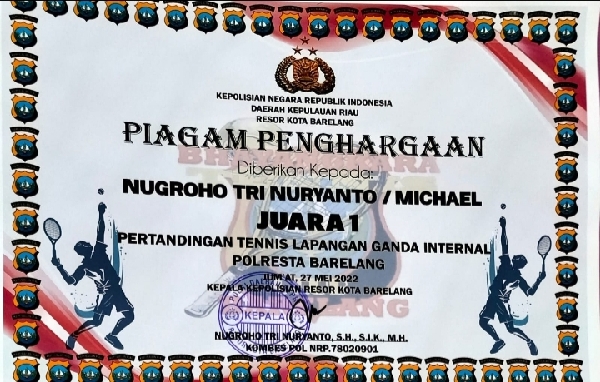 KEPOLISIAN NEGARA REPUBLIK INDONESIA
DAERAH KEPULAUAN RIAU
RESOR KOTA BARELANG
PIAGAM PENGHARGAAN
Diberikan Kepada:
NUGROHO TRI NURYANTO / MICHAEL
JUARA 1
PERTANDINGAN TENNIS LAPANGAN GANDA INTERNAL
POLRESTA BARELANG
JUM'AT, 27 MEI 2022
KEPALA KEPOLISIAN RESOR KOTA BARELANG
KEPALA
NUGROHO TRI NURYANTO, S.H., S.I.K., M.H.
KOMBES POL NRP.78020901